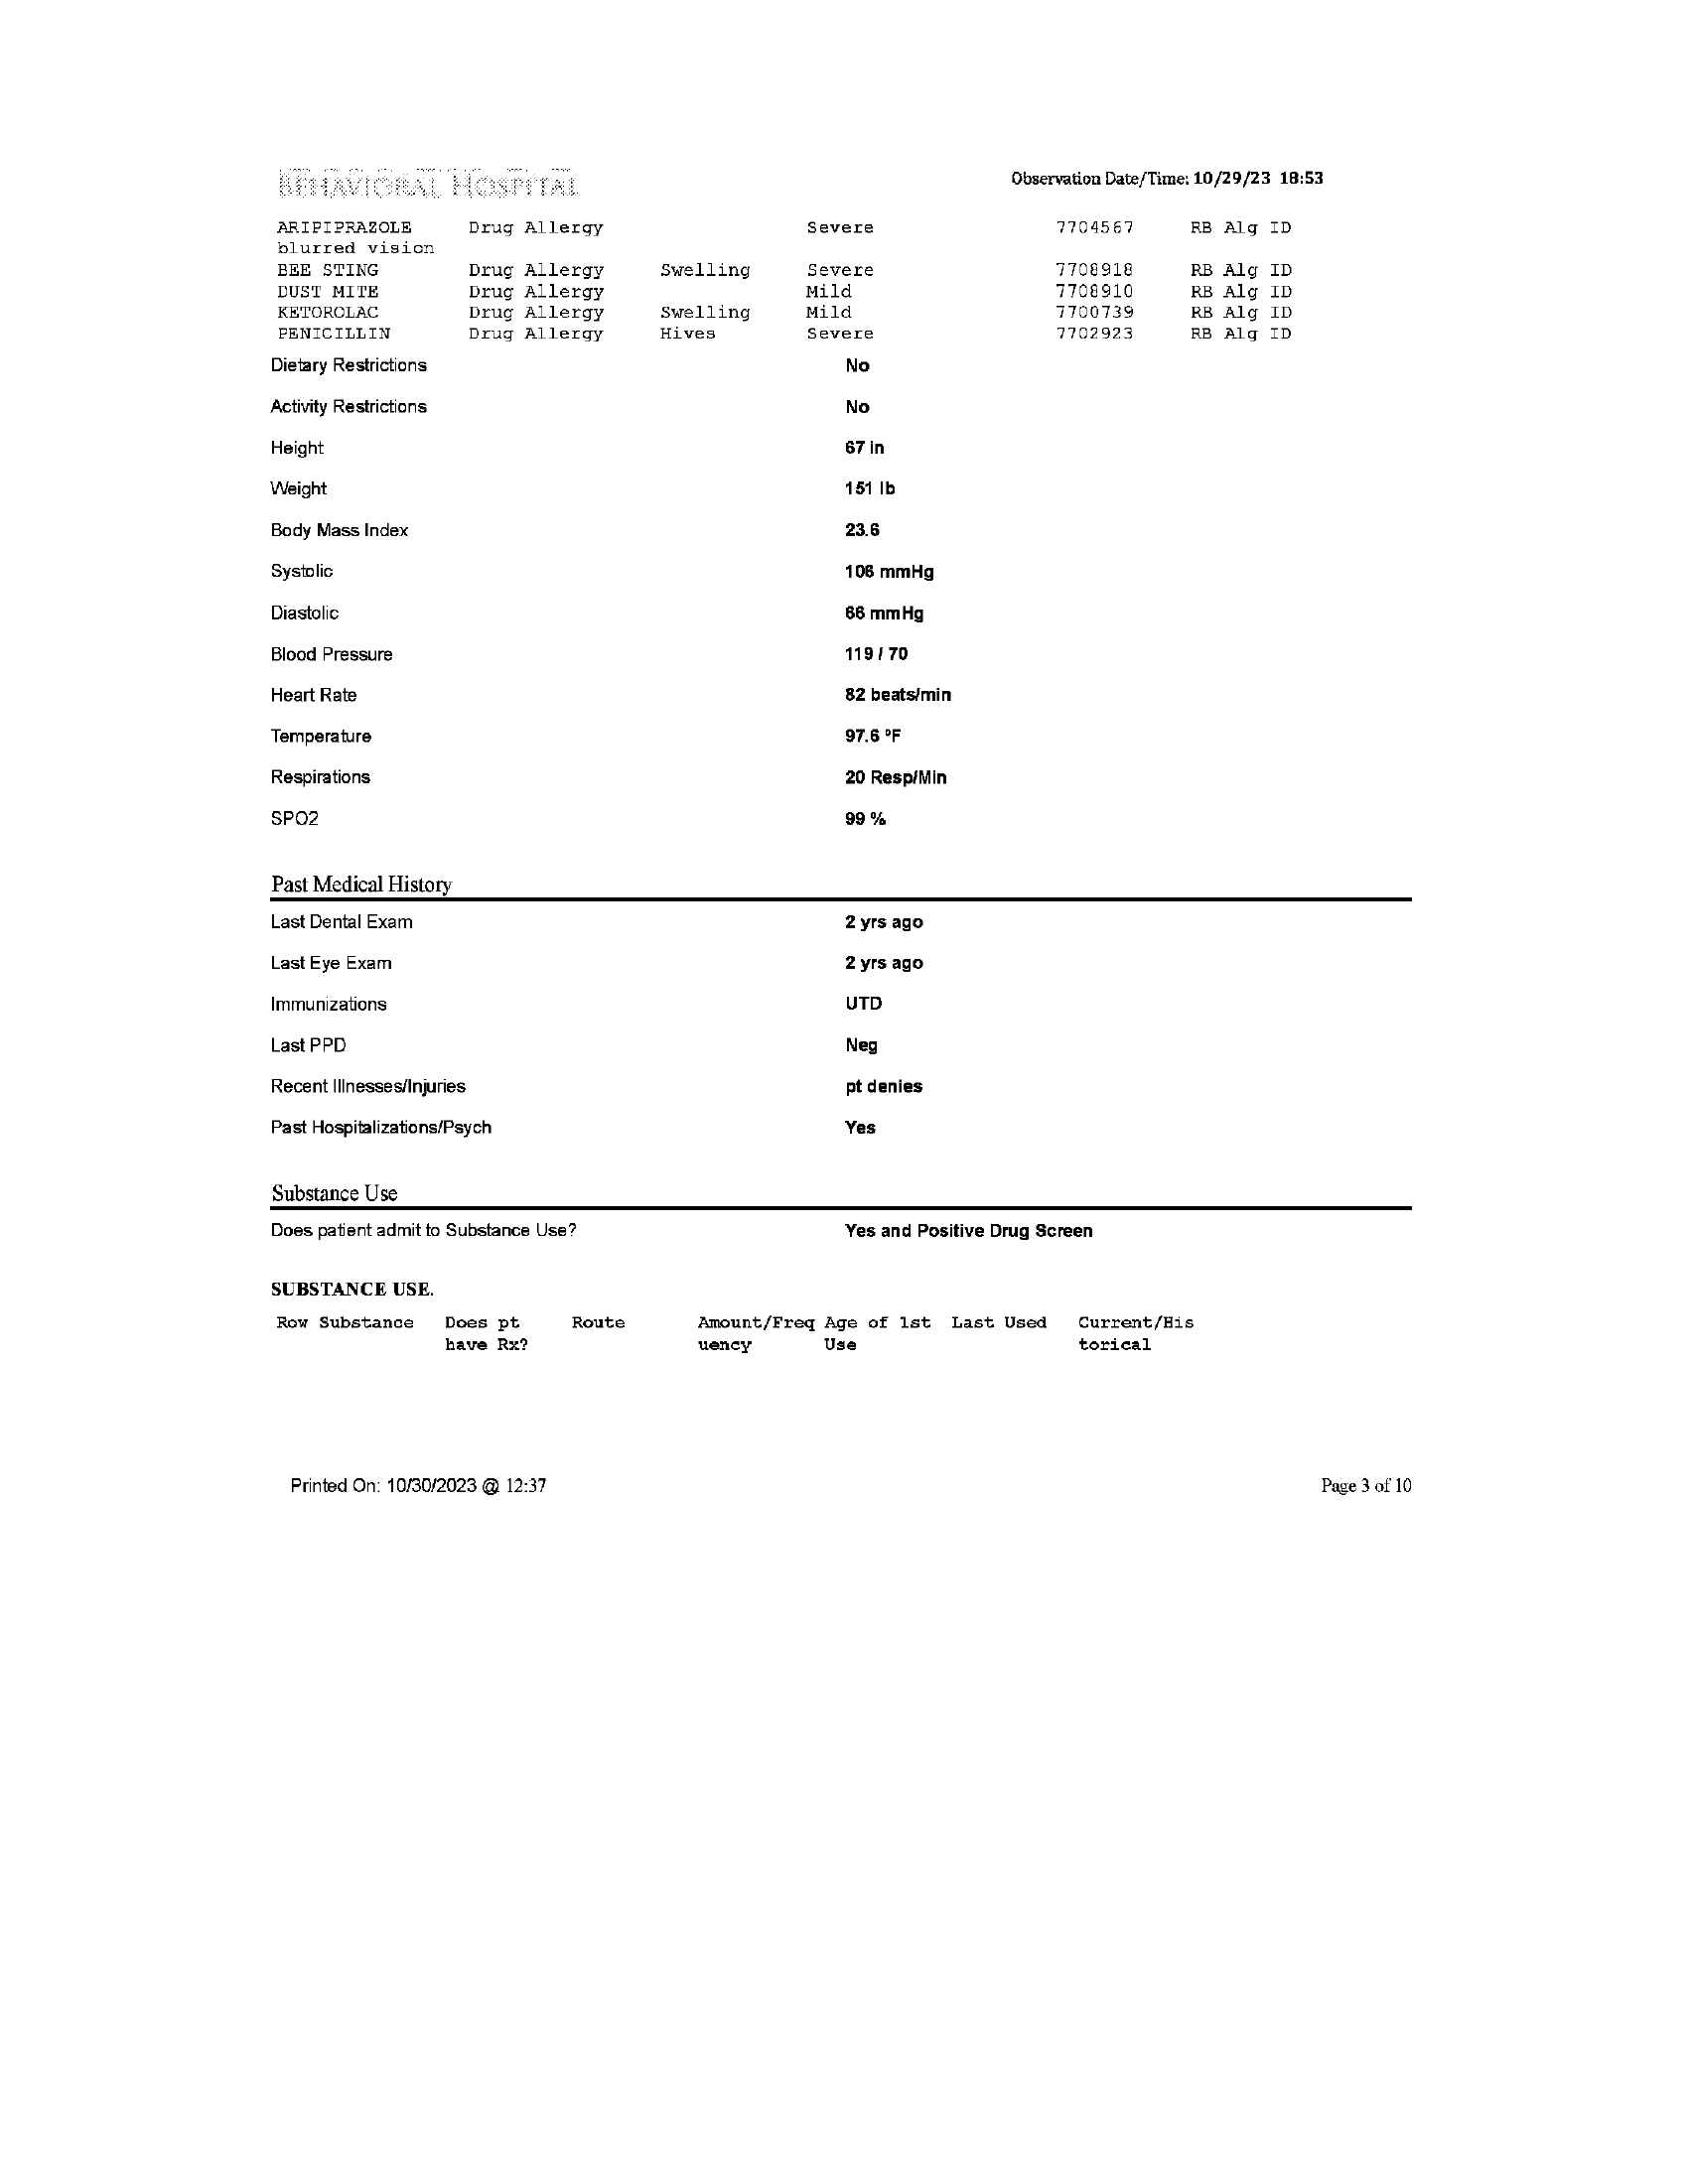 BEHAVIORAL HOSPITAL
Observation Date/Time: 10/29/23 18:53
ARIPIPRAZOLE Drug Allergy Severe 7704567 RB Alg ID
blurred vision
BEE STING Drug Allergy Swelling Severe 7708918 RB Alg ID
DUST MITE Drug Allergy Mild 7708910 RB Alg ID
KETOROLAC Drug Allergy Swelling Mild 7700739 RB Alg ID
PENICILLIN Drug Allergy Hives Severe 7702923 RB Alg ID
Dietary Restrictions No
Activity Restrictions No
Height 67 in
Weight 151 lb
Body Mass Index 23.6
Systolic 106 mmHg
Diastolic 66 mmHg
Blood Pressure 119 / 70
Heart Rate 82 beats/min
Temperature 97.6 ºF
Respirations 20 Resp/Min
SPO2 99 %
Past Medical History
Last Dental Exam 2 yrs ago
Last Eye Exam 2 yrs ago
Immunizations UTD
Last PPD Neg
Recent Illnesses/Injuries pt denies
Past Hospitalizations/Psych Yes
Substance Use
Does patient admit to Substance Use? Yes and Positive Drug Screen
SUBSTANCE USE.
Row Substance Does pt Route Amount/Freq Age of 1st Last Used Current/His
have Rx? uency Use torical
Printed On: 10/30/2023 @ 12:37 Page 3 of 10